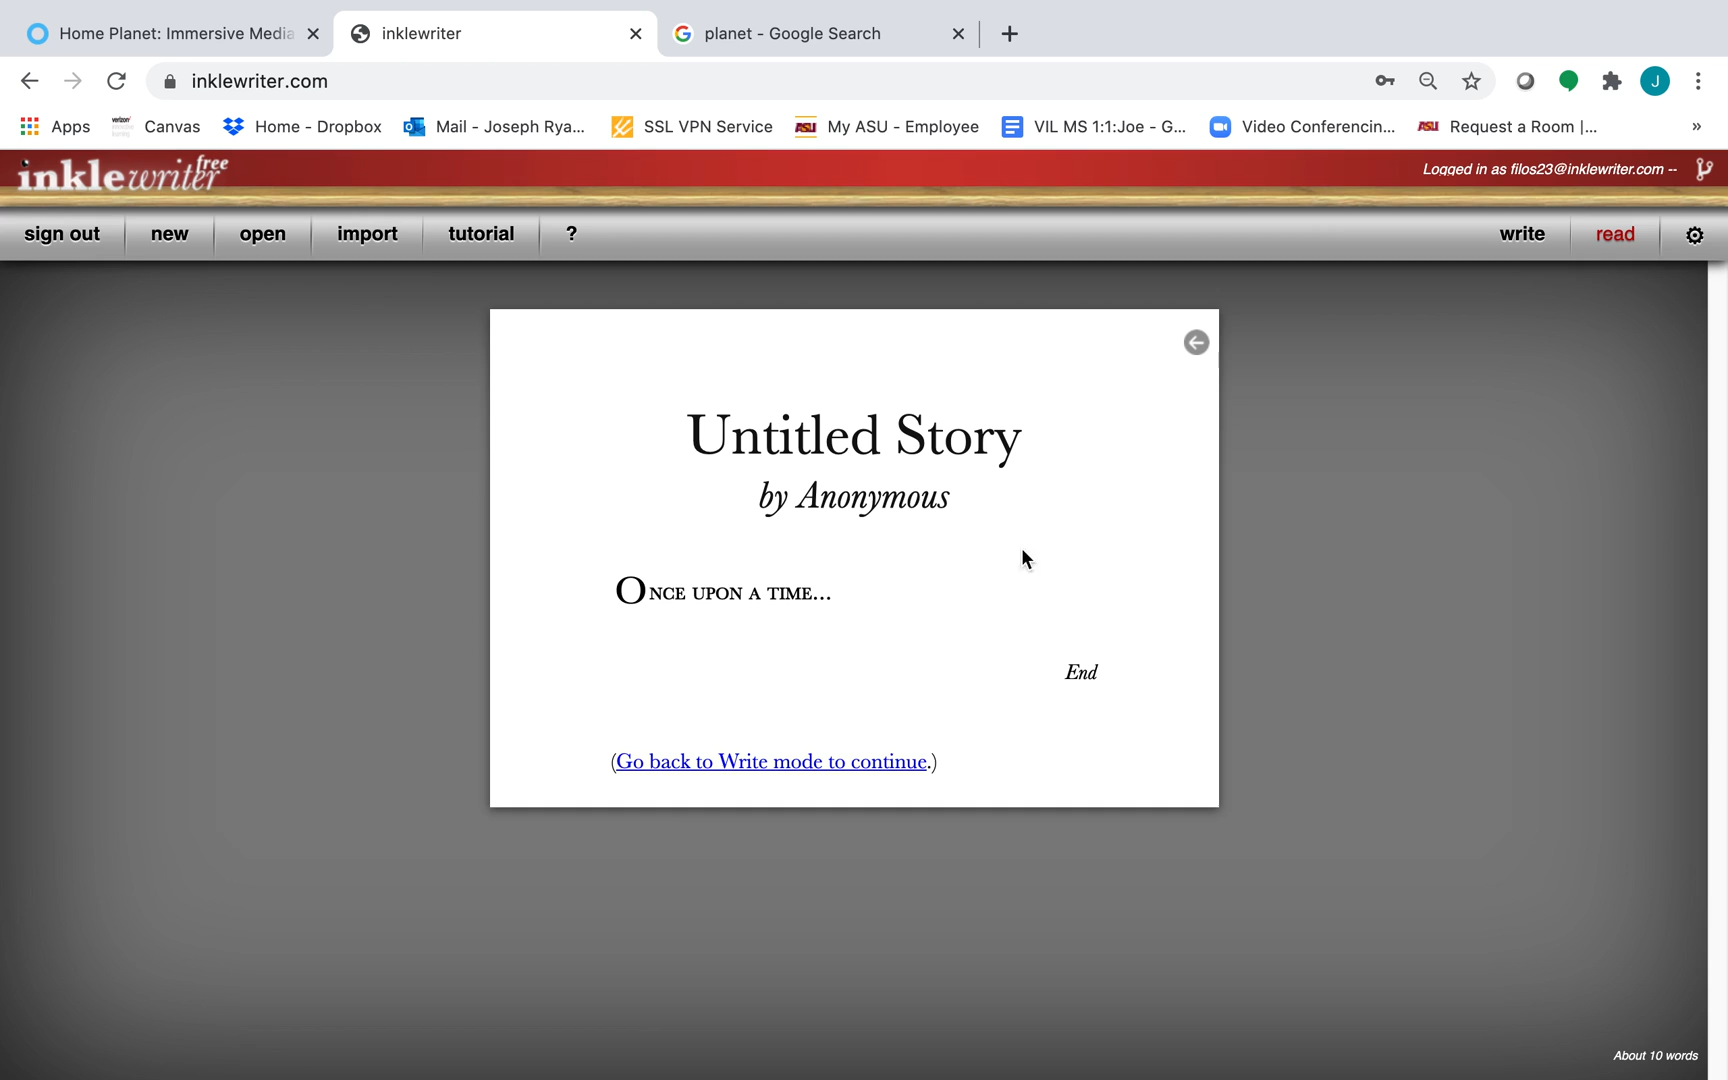 Home Planet: Immersive Media
inklewriter
planet - Google Search
inklewriter.com
J
Apps
verizon
Canvas
Home - Dropbox
Mail - Joseph Rya...
SSL VPN Service
ASU
My ASU - Employee
VIL MS 1:1:Joe - G...
Video Conferencin...
ASU
Request a Room |...
»
inklewriter free
Logged in as filos23@inklewriter.com --
sign out
new
open
import
tutorial
?
write
read
Untitled Story
by Anonymous
Once upon a time...
End
(Go back to Write mode to continue.)
About 10 words